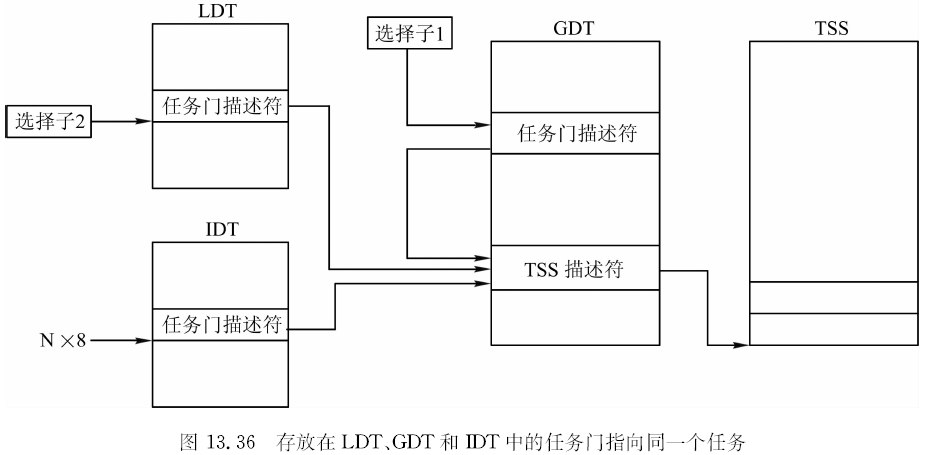 LDT
选择子1
GDT
TSS
任务门描述符
选择子2
任务门描述符
IDT
TSS 描述符
任务门描述符
N×8
图 13.36 存放在 LDT、GDT 和 IDT 中的任务门指向同一个任务